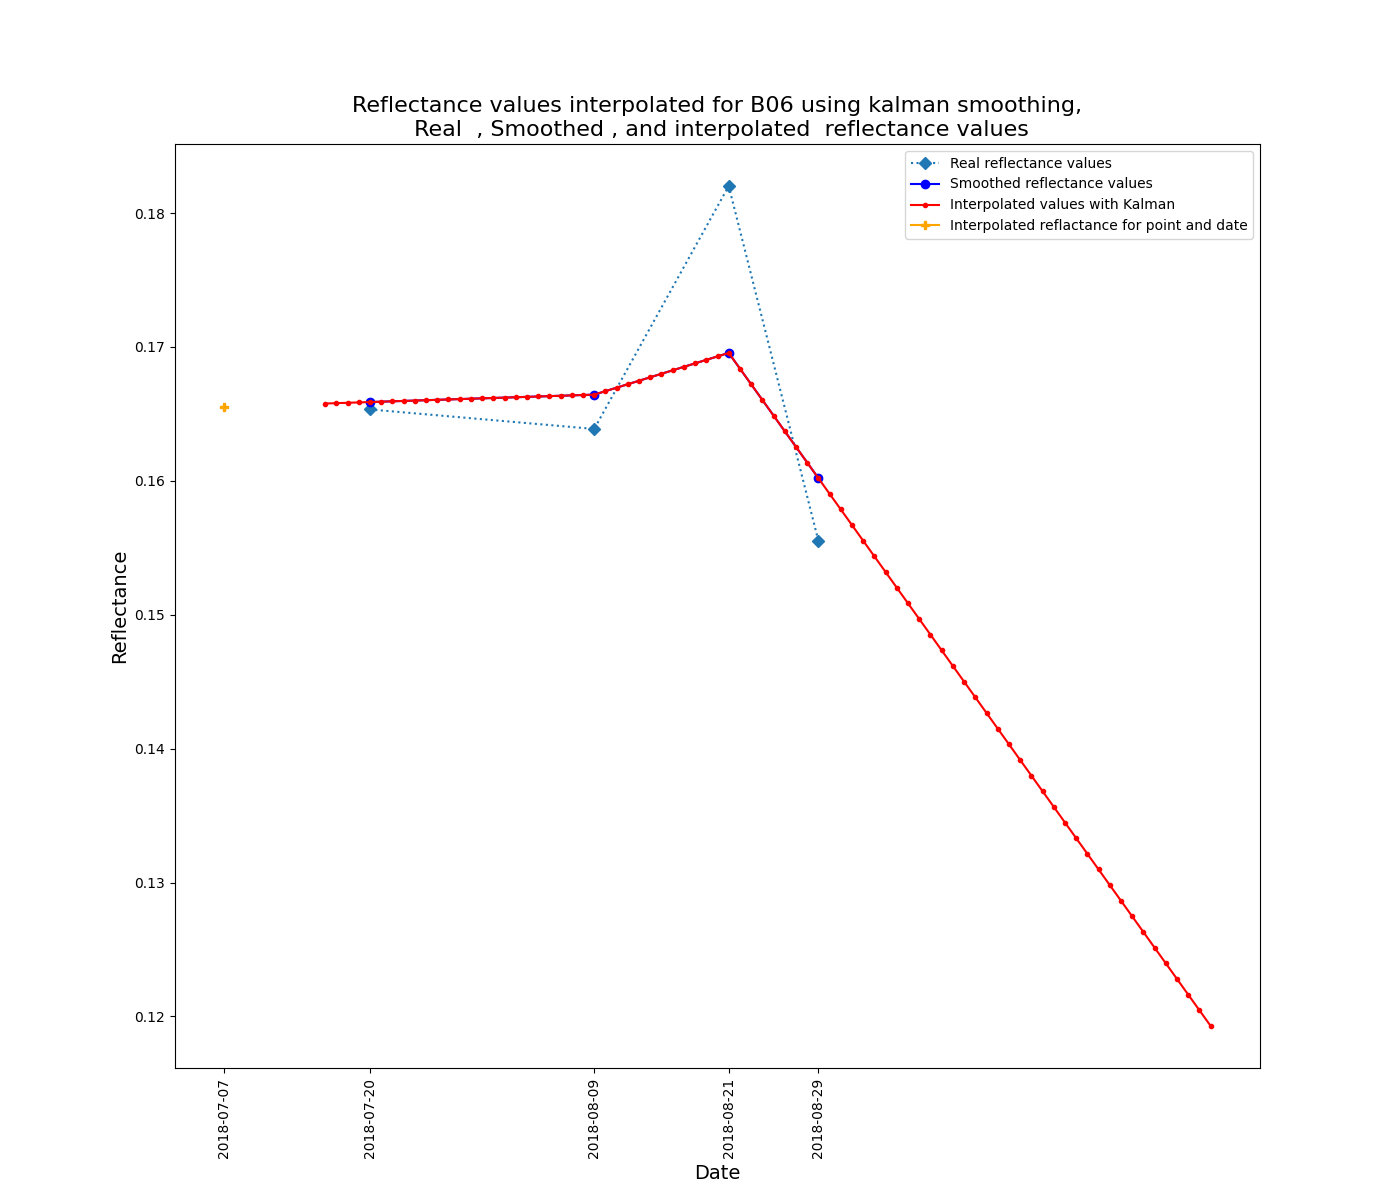 Reflectance values interpolated for B06 using kalman smoothing,
Real , Smoothed , and interpolated reflectance values
Real reflectance values
Smoothed reflectance values
Interpolated values with Kalman
Interpolated reflactance for point and date
Reflectance
0.18
0.17
0.16
0.15
0.14
0.13
0.12
2018-07-07
2018-07-20
2018-08-09
2018-08-21
2018-08-29
Date